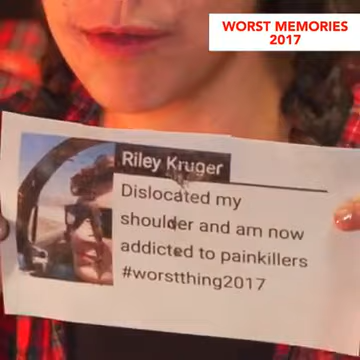 WORST MEMORIES
2017
Riley Kruger
Dislocated my
shoulder and am now
addicted to painkillers
#worstthing2017